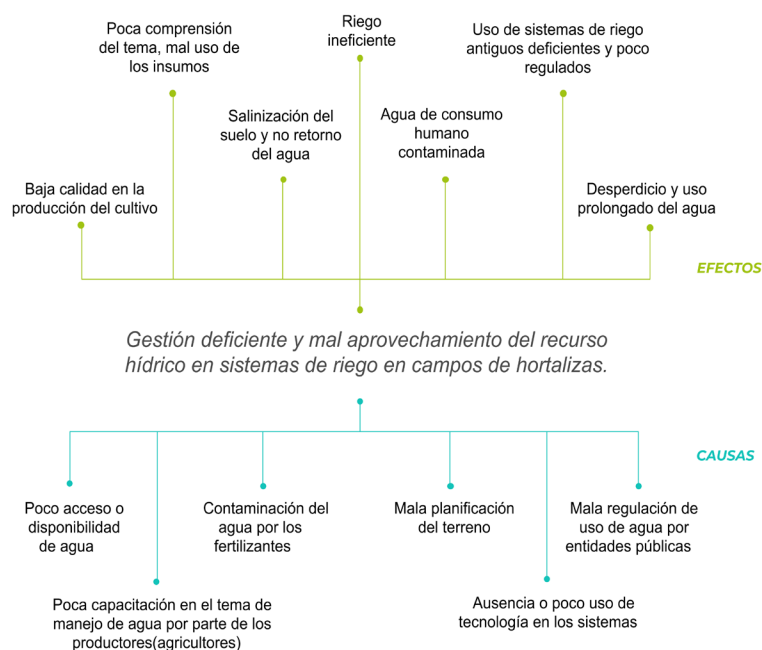 Poca comprensión
del tema, mal uso de
los insumos
Riego
ineficiente
Uso de sistemas de riego
antiguos deficientes y poco
regulados
Salinización del
suelo y no retorno
del agua
Agua de consumo
humano
contaminada
Baja calidad en la
producción del cultivo
Desperdicio y uso
prolongado del agua
EFECTOS
Gestión deficiente y mal aprovechamiento del recurso
hídrico en sistemas de riego en campos de hortalizas.
CAUSAS
Poco acceso o
disponibilidad
de agua
Contaminación del
agua por los
fertilizantes
Mala planificación
del terreno
Mala regulación de
uso de agua por
entidades públicas
Poca capacitación en el tema de
manejo de agua por parte de los
productores(agricultores)
Ausencia o poco uso de
tecnología en los sistemas